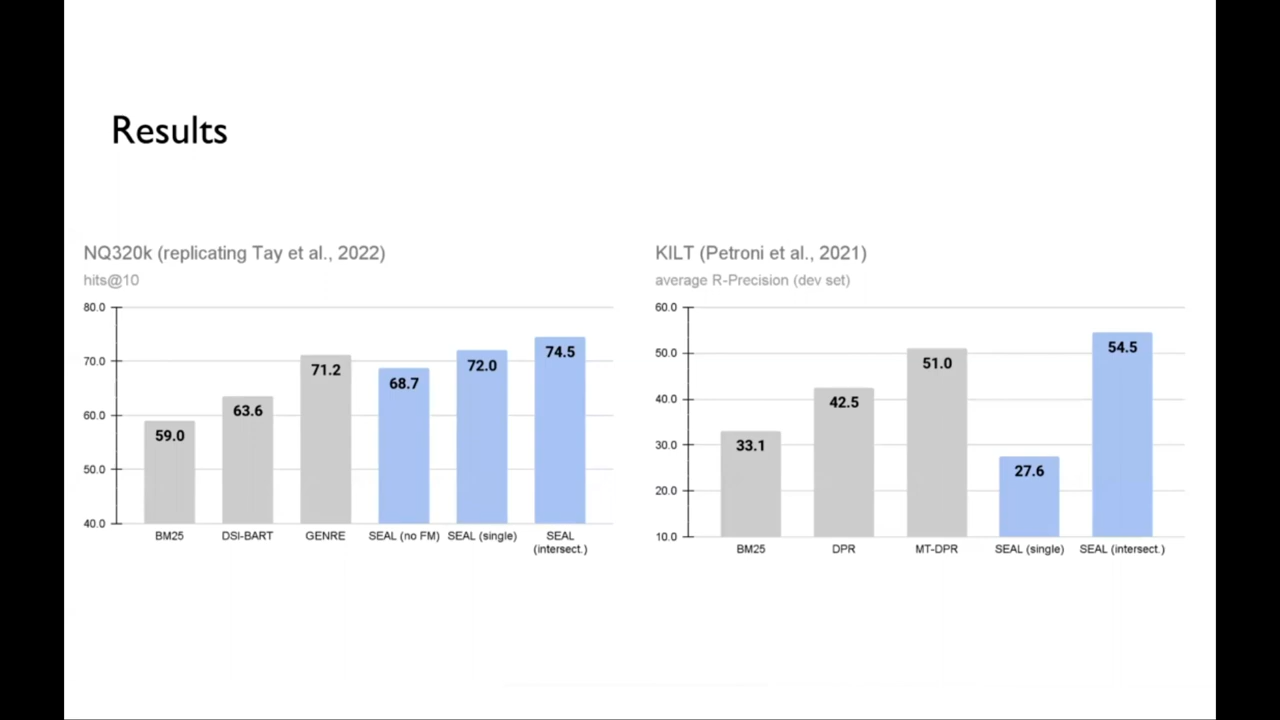 Results
NQ320k (replicating Tay et al., 2022)
hits@10
80.0
70.0
60.0
50.0
40.0
59.0
63.6
71.2
68.7
72.0
74.5
BM25
DSI-BART
GENRE
SEAL (no FM)
SEAL (single)
SEAL
(intersect.)
KILT (Petroni et al., 2021)
average R-Precision (dev set)
60.0
50.0
40.0
30.0
20.0
10.0
33.1
42.5
51.0
27.6
54.5
BM25
DPR
MT-DPR
SEAL (single)
SEAL (intersect.)